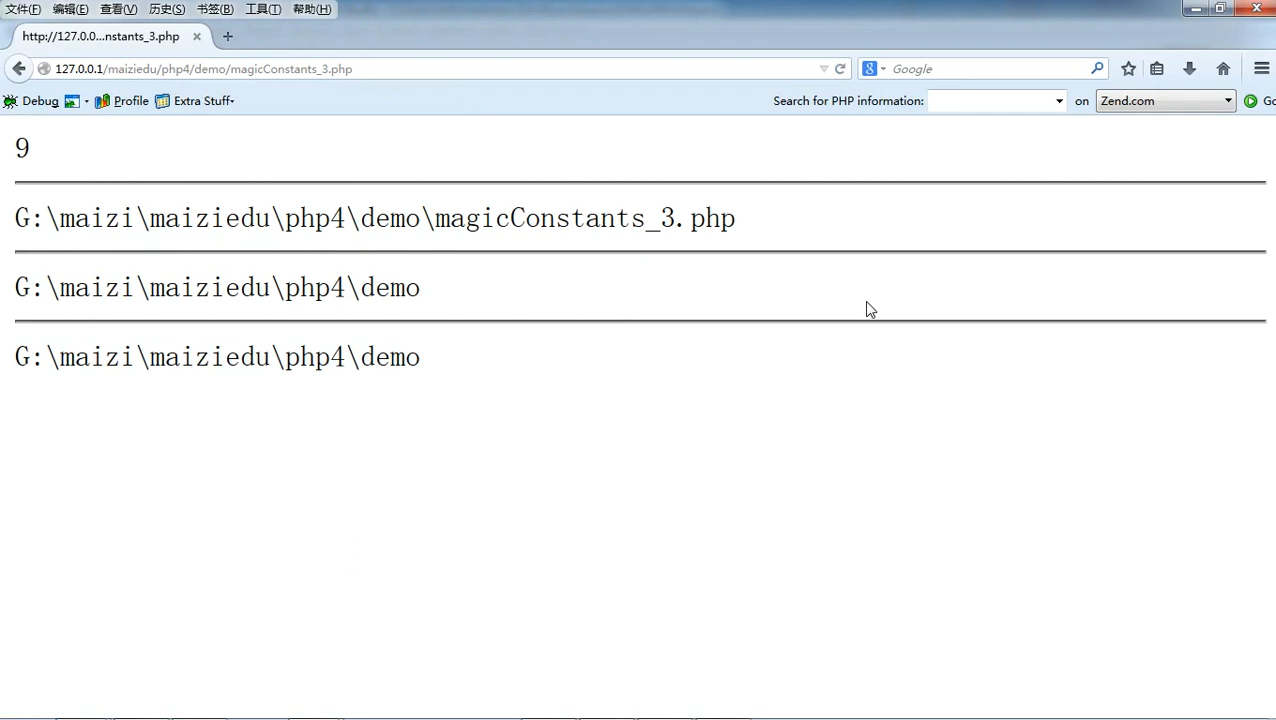 文件(F) 编辑(E) 查看(V) 历史(S) 书签(B) 工具(T) 帮助(H)
http://127.0.0...nstants_3.php
127.0.0.1/maiziedu/php4/demo/magicConstants_3.php
Google
Debug Profile Extra Stuff
Search for PHP information: on Zend.com Go
9
G:\maizi\maiziedu\php4\demo\magicConstants_3.php
G:\maizi\maiziedu\php4\demo
G:\maizi\maiziedu\php4\demo